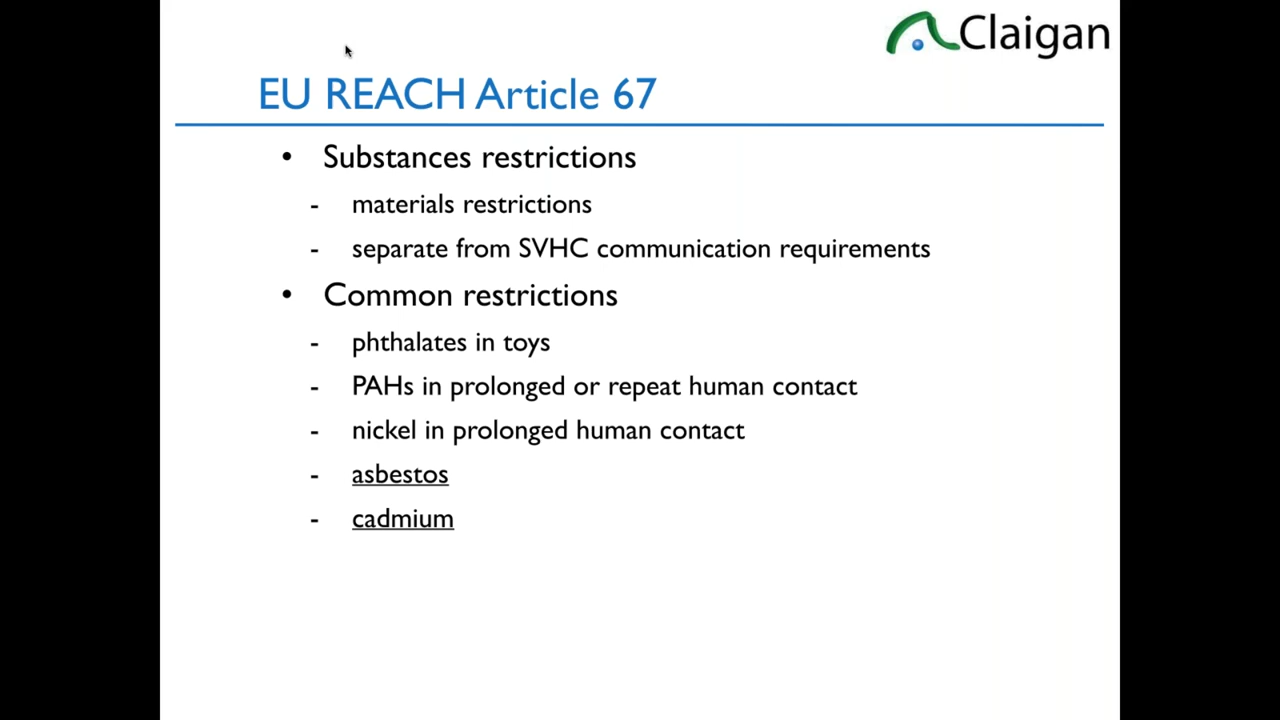 Claigan
EU REACH Article 67
• Substances restrictions
- materials restrictions
- separate from SVHC communication requirements
• Common restrictions
- phthalates in toys
- PAHs in prolonged or repeat human contact
- nickel in prolonged human contact
- asbestos
- cadmium